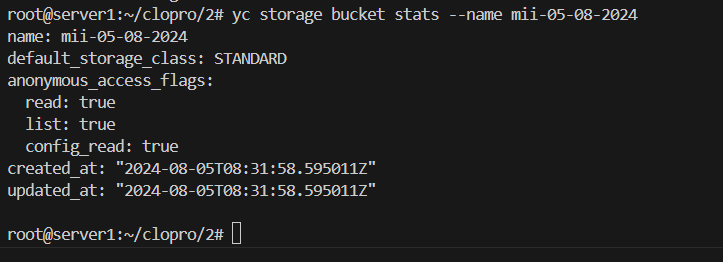 root@server1:~/clopro/2# yc storage bucket stats --name mii-05-08-2024
name: mii-05-08-2024
default_storage_class: STANDARD
anonymous_access_flags:
  read: true
  list: true
  config_read: true
created_at: "2024-08-05T08:31:58.595011Z"
updated_at: "2024-08-05T08:31:58.595011Z"
root@server1:~/clopro/2#